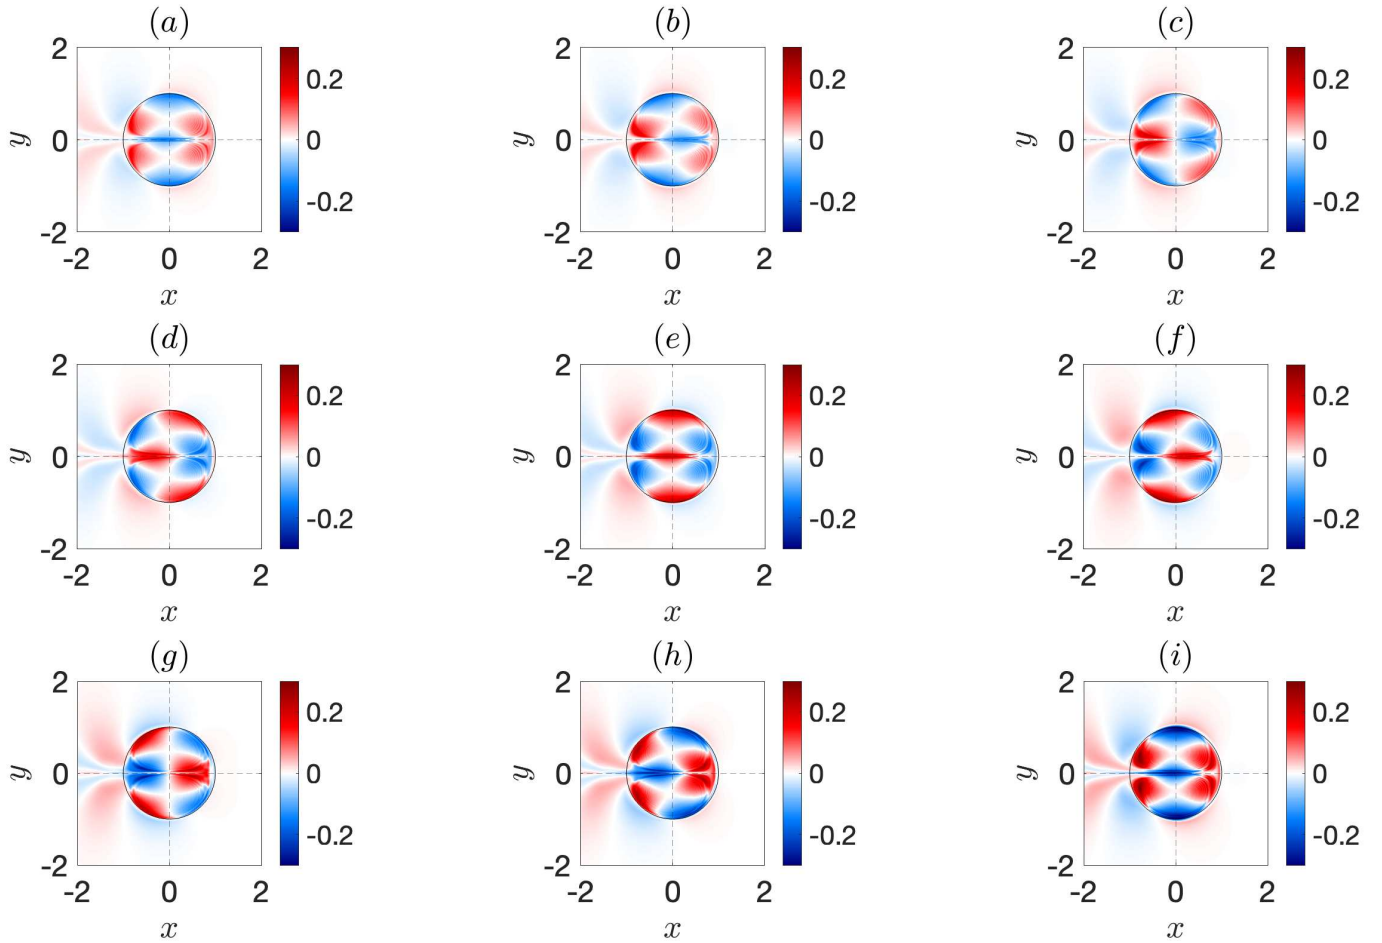 (a) (b) (c)
2 0.2 2 0.2 2 0.2
y 0 0 y 0 0 y 0 0
-2 -0.2 -2 -0.2 -2 -0.2
-2 0 2 -2 0 2 -2 0 2
x x x
(d) (e) (f)
2 0.2 2 0.2 2 0.2
y 0 0 y 0 0 y 0 0
-2 -0.2 -2 -0.2 -2 -0.2
-2 0 2 -2 0 2 -2 0 2
x x x
(g) (h) (i)
2 0.2 2 0.2 2 0.2
y 0 0 y 0 0 y 0 0
-2 -0.2 -2 -0.2 -2 -0.2
-2 0 2 -2 0 2 -2 0 2
x x x